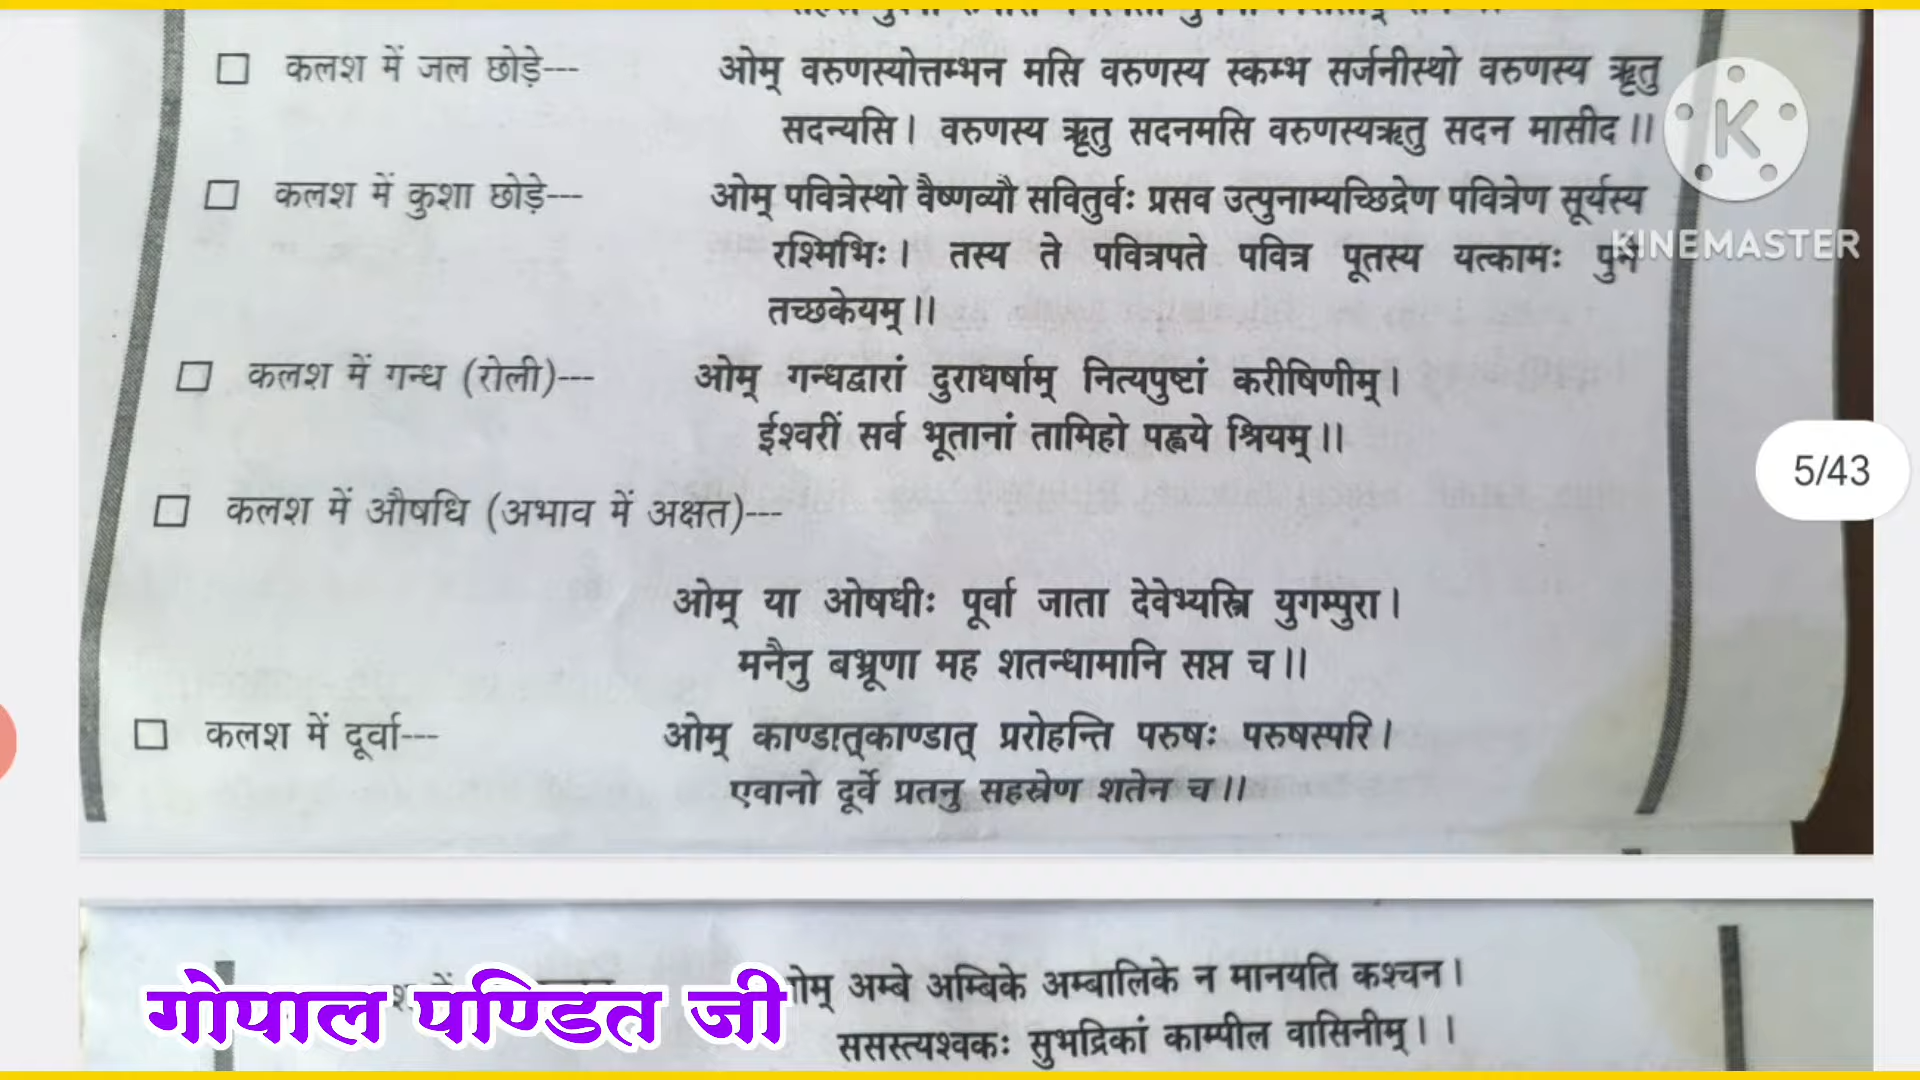 कलश में जल छोड़े--- ओम् वरुणस्योत्तम्भन मसि वरुणस्य स्कम्भ सर्जनीस्थो वरुणस्य ऋृतु
सदन्यसि। वरुणस्य ऋृतु सदनमसि वरुणस्यऋतु सदन मासीद॥
कलश में कुशा छोड़े--- ओम् पवित्रेस्थो वैष्णव्यौ सवितुर्वः प्रसव उत्पुनाम्यच्छिद्रेण पवित्रेण सूर्यस्य
रश्मिभिः। तस्य ते पवित्रपते पवित्र पूतस्य यत्कामः पुने
तच्छकेयम्॥
कलश में गन्ध (रोली)--- ओम् गन्धद्वारां दुराधर्षाम् नित्यपुष्टां करीषिणीम्।
ईश्वरीं सर्व भूतानां तामिहो पह्वये श्रियम्॥
कलश में औषधि (अभाव में अक्षत)---
ओम् या ओषधीः पूर्वा जाता देवेभ्यस्त्रि युगम्पुरा।
मनैनु बभ्रूणा मह शतन्धामानि सप्त च॥
कलश में दूर्वा--- ओम् काण्डात्काण्डात् प्ररोहन्ति परुषः परुषस्परि।
एवानो दूर्वे प्रतनु सहस्रेण शतेन च॥
K
KINEMASTER
5/43
अम्बे अम्बिके अम्बालिके न मानयति कश्चन।
ससस्त्यश्वकः सुभद्रिकां काम्पील वासिनीम्।।
गोपाल पण्डित जी